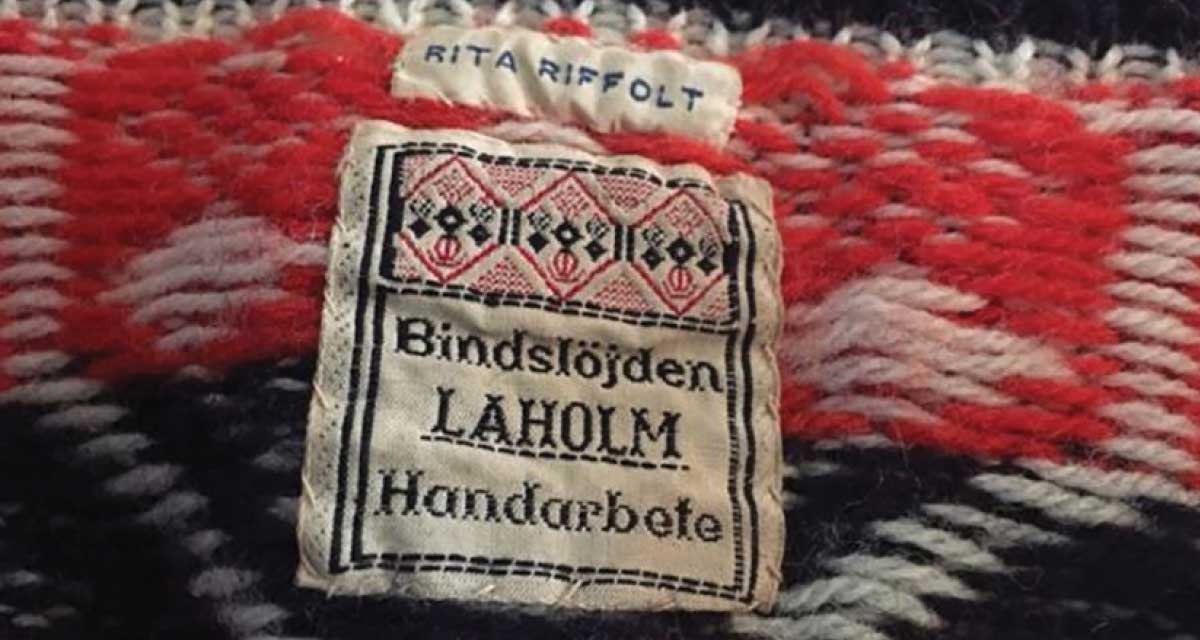 RITA RIFFOLT
Bindslöjden
LAHOLM
Handarbete